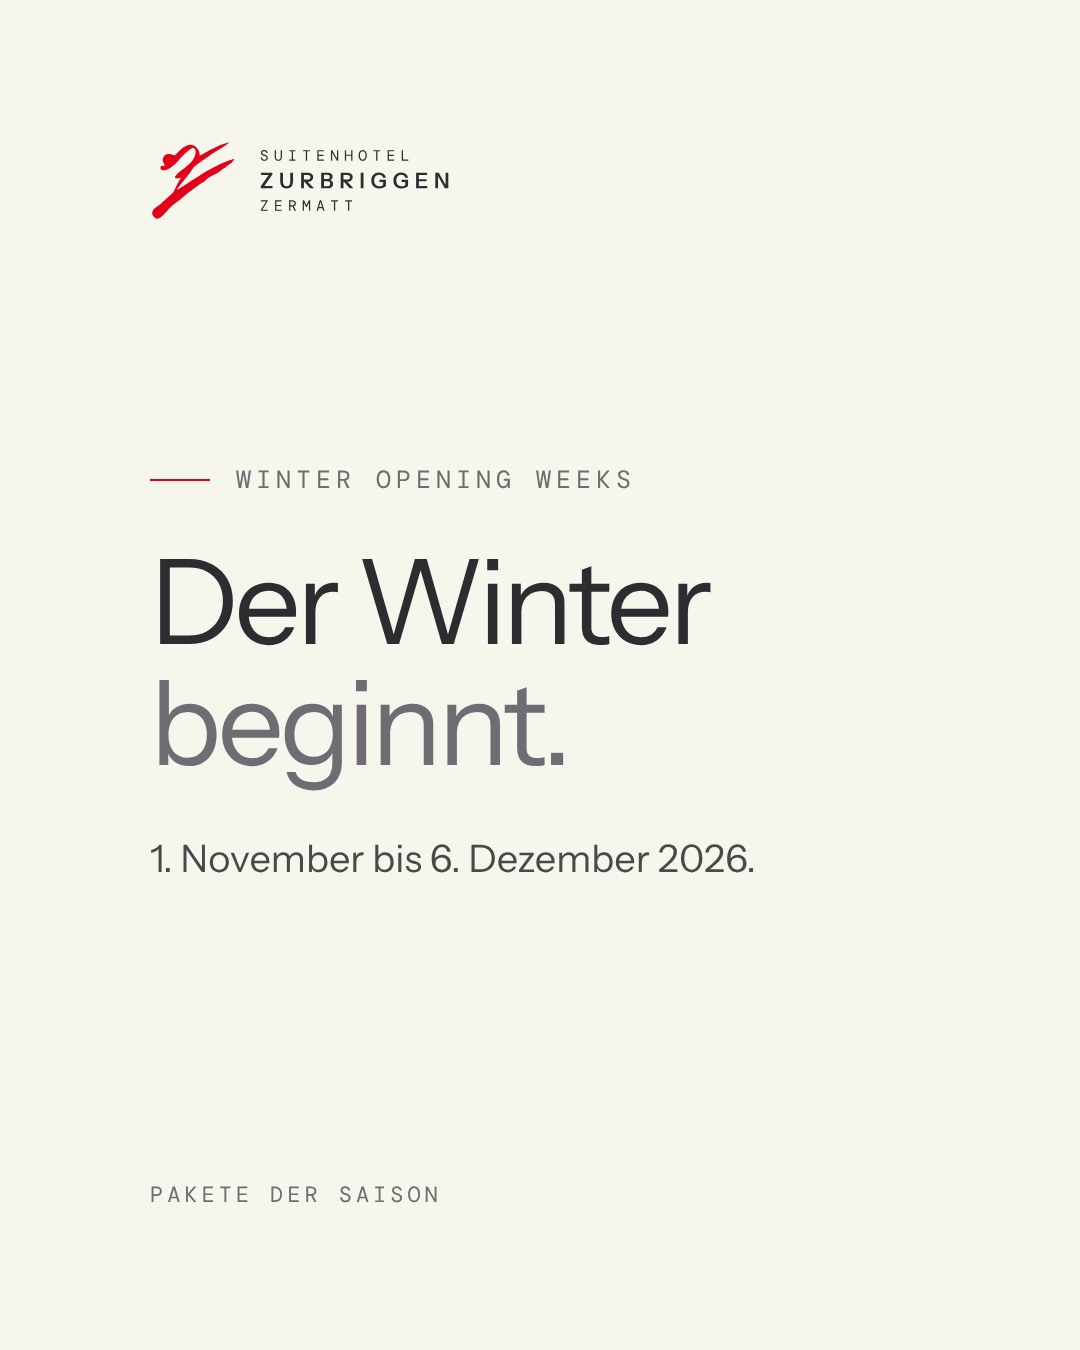 SUITENHOTEL
ZURBRIGGEN
ZERMATT
WINTER OPENING WEEKS
Der Winter
beginnt.
1. November bis 6. Dezember 2026.
PAKETE DER SAISON